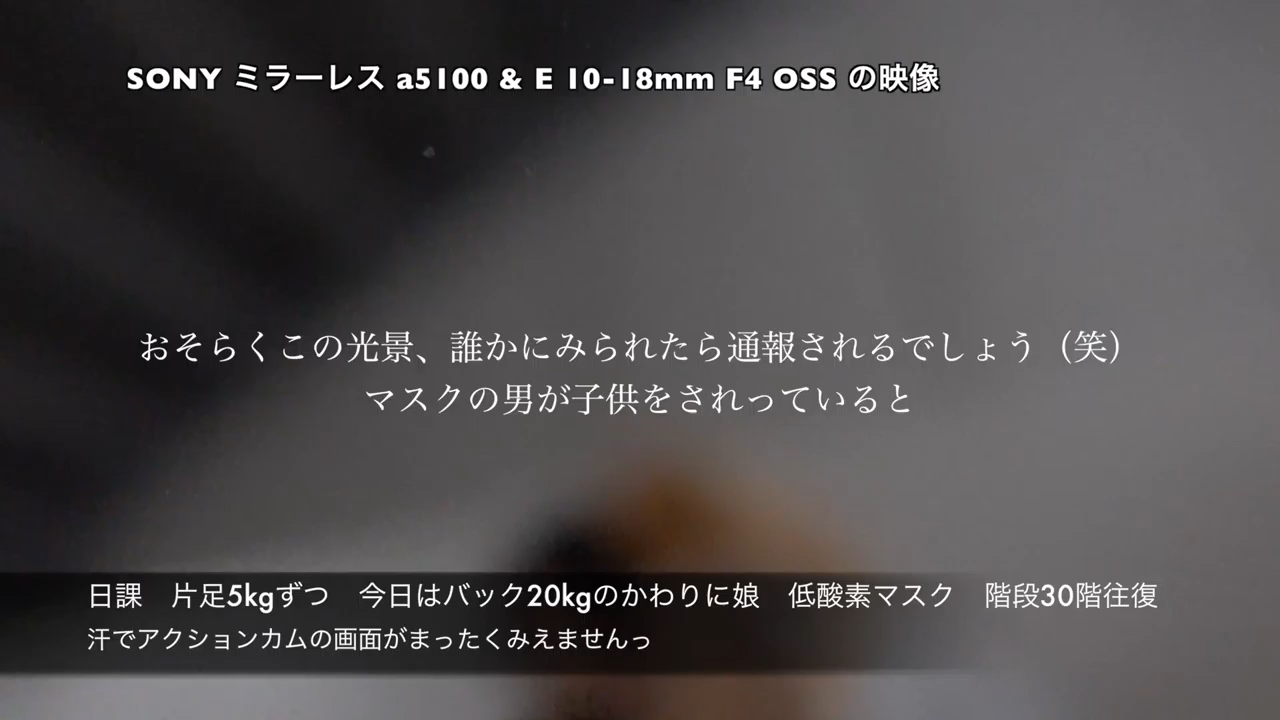 SONY ミラーレス a5100 & E 10-18mm F4 OSS の映像
おそらくこの光景、誰かにみられたら通報されるでしょう（笑）
マスクの男が子供をされっていると
日課　片足5kgずつ　今日はバック20kgのかわりに娘　低酸素マスク　階段30階往復
汗でアクションカムの画面がまったくみえませんっ